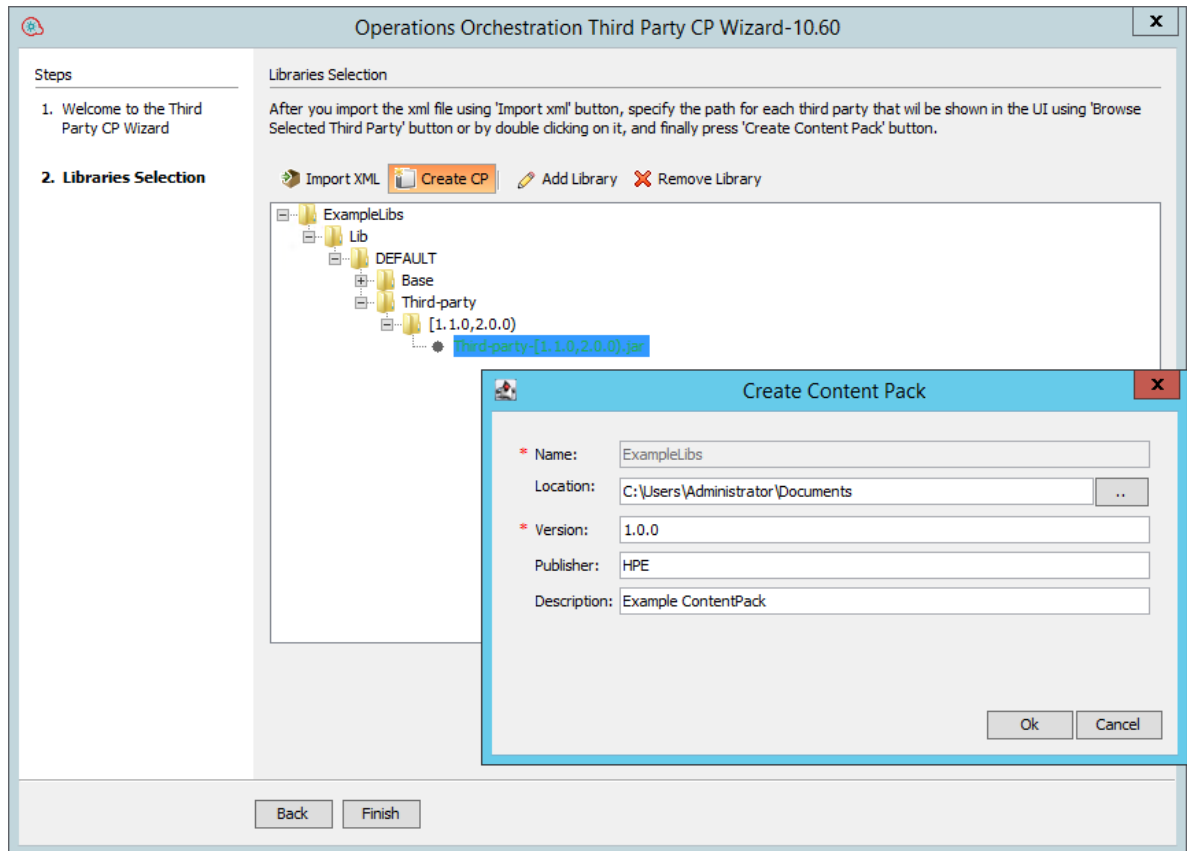 Operations Orchestration Third Party CP Wizard-10.60
x
Steps
1. Welcome to the Third
Party CP Wizard
2. Libraries Selection
Libraries Selection
After you import the xml file using 'Import xml' button, specify the path for each third party that wil be shown in the UI using 'Browse
Selected Third Party' button or by double clicking on it, and finally press 'Create Content Pack' button.
Import XML Create CP Add Library Remove Library
ExampleLibs
Lib
DEFAULT
Base
Third-party
[1.1.0,2.0.0)
Third-party-[1.1.0,2.0.0).jar
Create Content Pack
x
* Name: ExampleLibs
Location: C:\Users\Administrator\Documents ..
* Version: 1.0.0
Publisher: HPE
Description: Example ContentPack
Ok Cancel
Back Finish